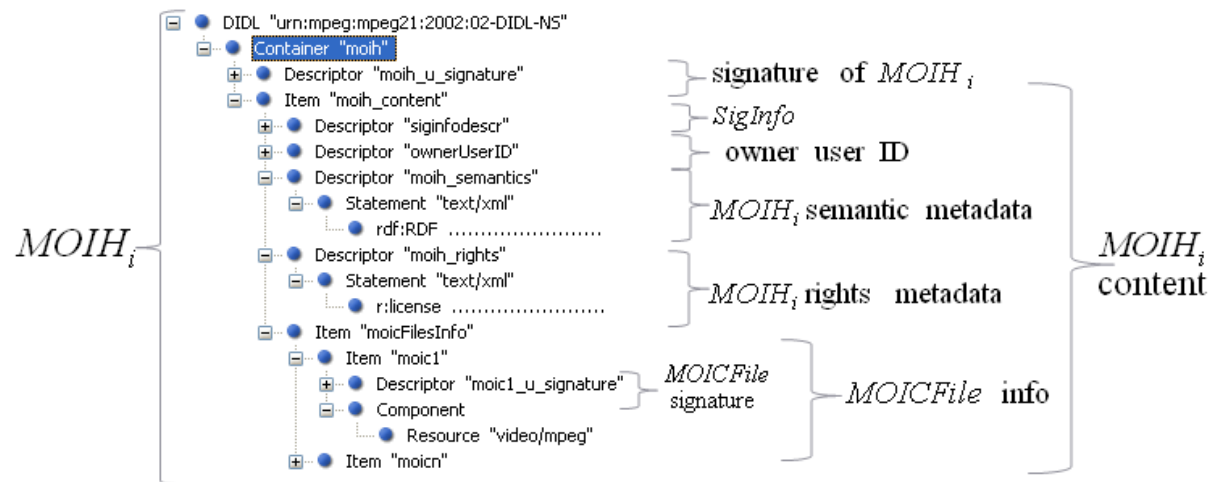 DIDL "urn:mpeg:mpeg21:2002:02-DIDL-NS"
Container "moih"
Descriptor "moih_u_signature"
Item "moih_content"
Descriptor "siginfodescr"
Descriptor "ownerUserID"
Descriptor "moih_semantics"
Statement "text/xml"
rdf:RDF ........................
Descriptor "moih_rights"
Statement "text/xml"
r:license ........................
Item "moicFilesInfo"
Item "moic1"
Descriptor "moic1_u_signature"
Component
Resource "video/mpeg"
Item "moicn"
MOIH i
signature of MOIH i
SigInfo
owner user ID
MOIH i semantic metadata
MOIH i rights metadata
MOICFile
signature
MOICFile info
MOIH i
content